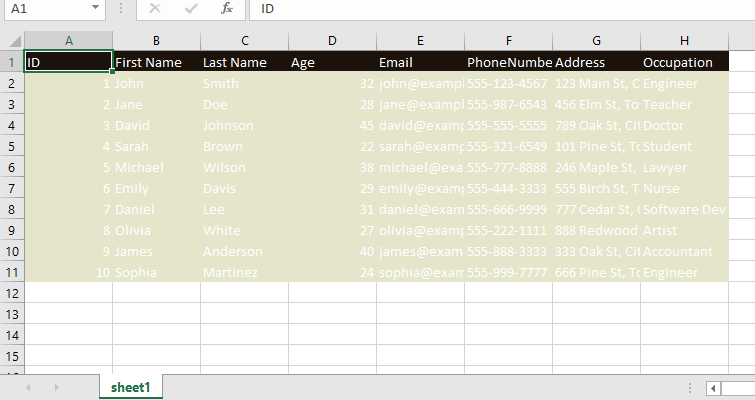 A1 fx ID
A B C D E F G H
1 ID First Name Last Name Age Email PhoneNumbe Address Occupation
2 1 John Smith 32 john@exampl 555-123-4567 123 Main St, C Engineer
3 2 Jane Doe 28 jane@exampl 555-987-6543 456 Elm St, To Teacher
4 3 David Johnson 45 david@examp 555-555-5555 789 Oak St, Cit Doctor
5 4 Sarah Brown 22 sarah@examp 555-321-6549 101 Pine St, To Student
6 5 Michael Wilson 38 michael@exa 555-777-8888 246 Maple St, Lawyer
7 6 Emily Davis 29 emily@examp 555-444-3333 555 Birch St, T Nurse
8 7 Daniel Lee 31 daniel@exam 555-666-9999 777 Cedar St, Software Dev
9 8 Olivia White 27 olivia@examp 555-222-1111 888 Redwood Artist
10 9 James Anderson 40 james@exam 555-888-3333 333 Oak St, Cit Accountant
11 10 Sophia Martinez 24 sophia@exam 555-999-7777 666 Pine St, To Engineer
12
13
14
15
sheet1